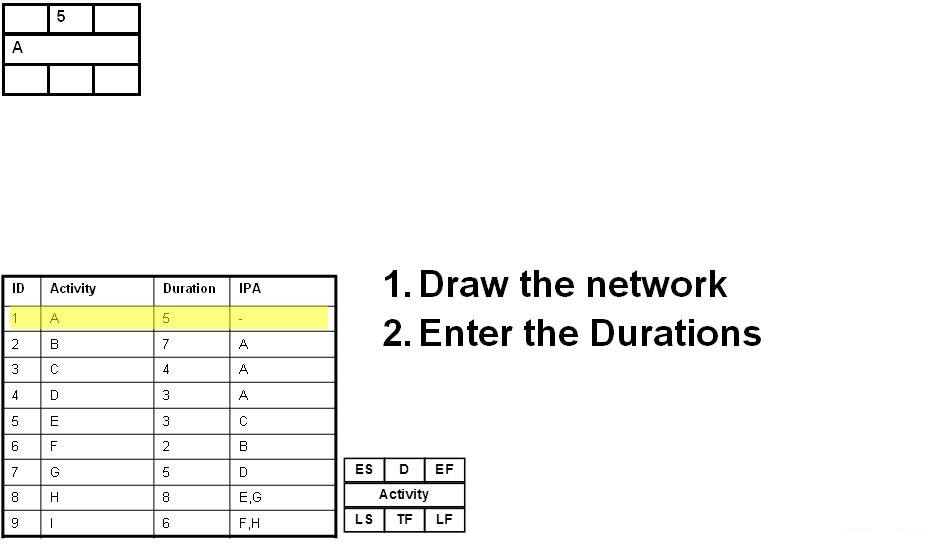 5
A
1. Draw the network
2. Enter the Durations
ID Activity Duration IPA
1 A 5 -
2 B 7 A
3 C 4 A
4 D 3 A
5 E 3 C
6 F 2 B
7 G 5 D
8 H 8 E,G
9 I 6 F,H
ES D EF
Activity
LS TF LF